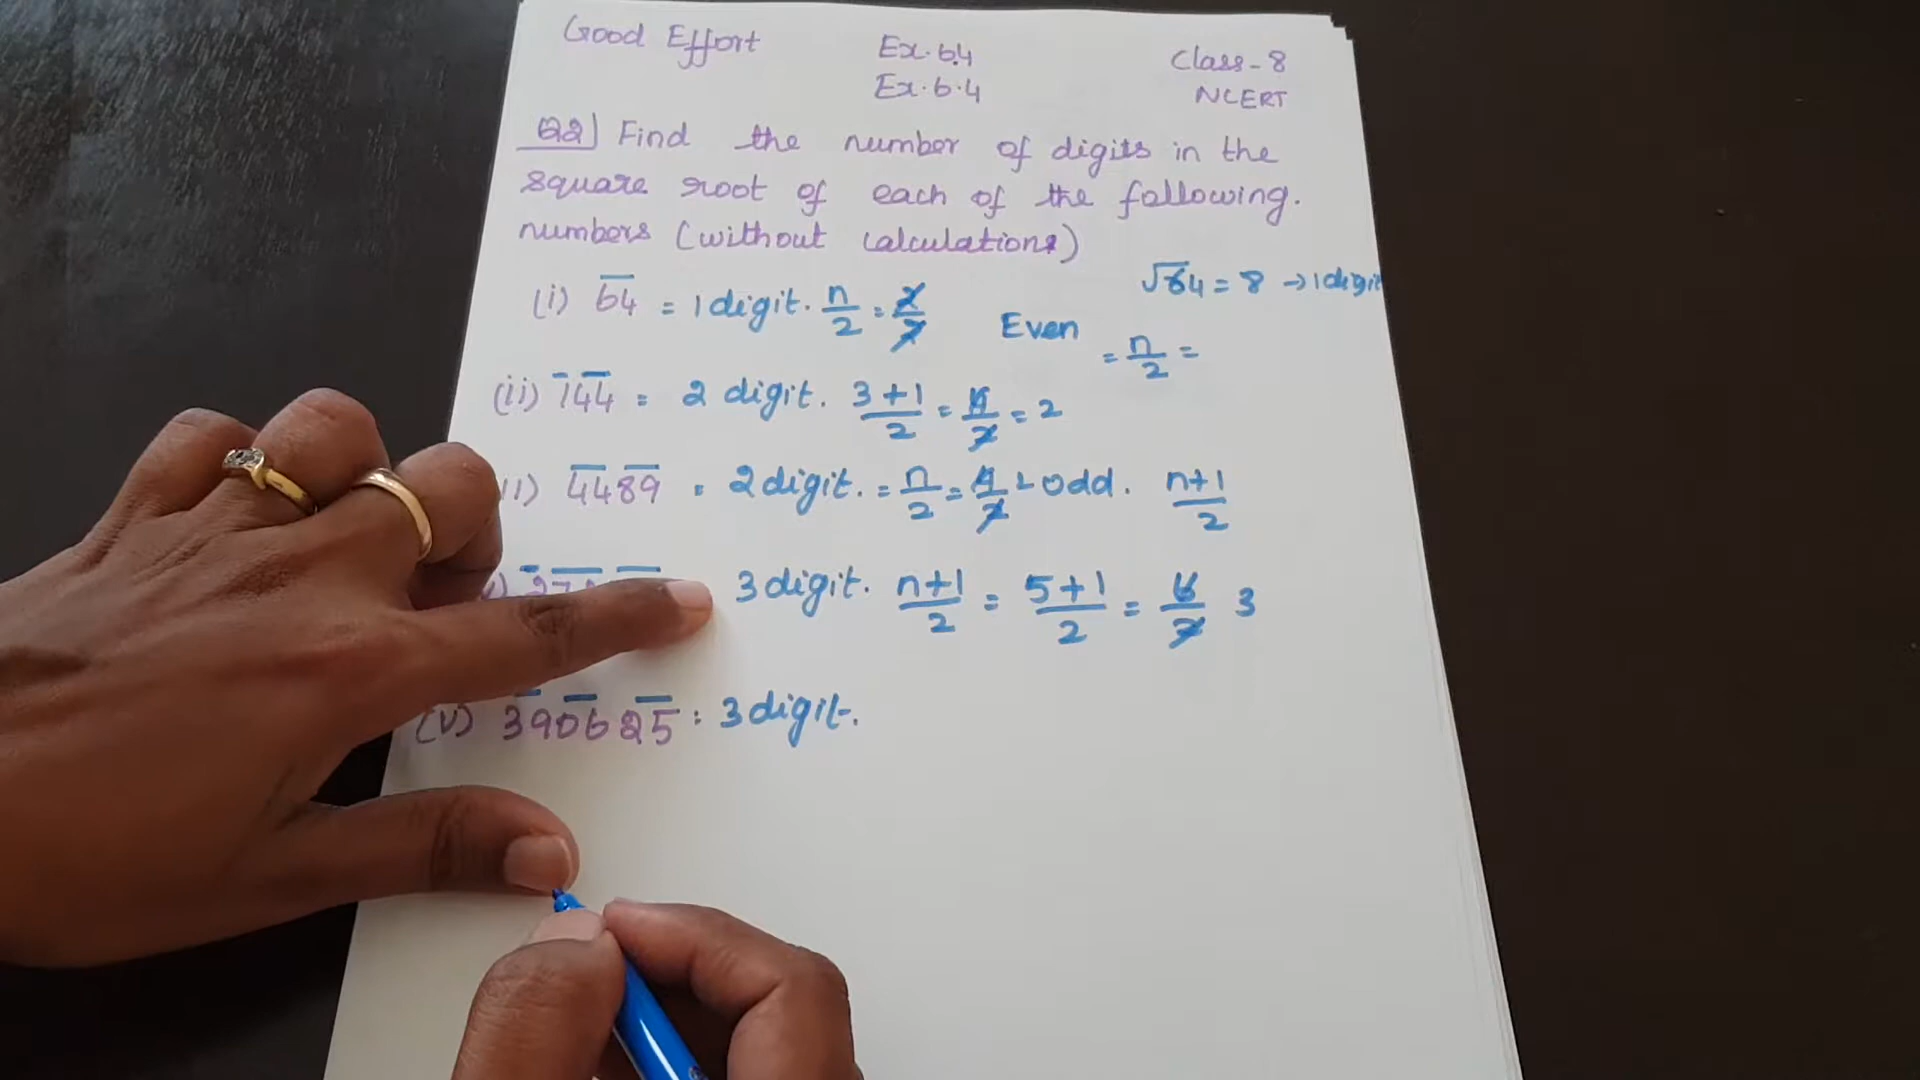 Good Effort Ex. 6.4 Class-8
Ex. 6.4 NCERT
Q2) Find the number of digits in the
square root of each of the following.
numbers (without calculations)
√64 = 8 → 1 digit
(i) 64 = 1 digit. n/2 = 2/2 Even
= n/2 =
(ii) 144 = 2 digit. 3+1/2 = 4/2 = 2
4489 = 2 digit. = n/2 = 4/2 2 odd. n+1/2
27 3 digit. n+1/2 = 5+1/2 = 6/2 3
(V) 390625 : 3 digit.